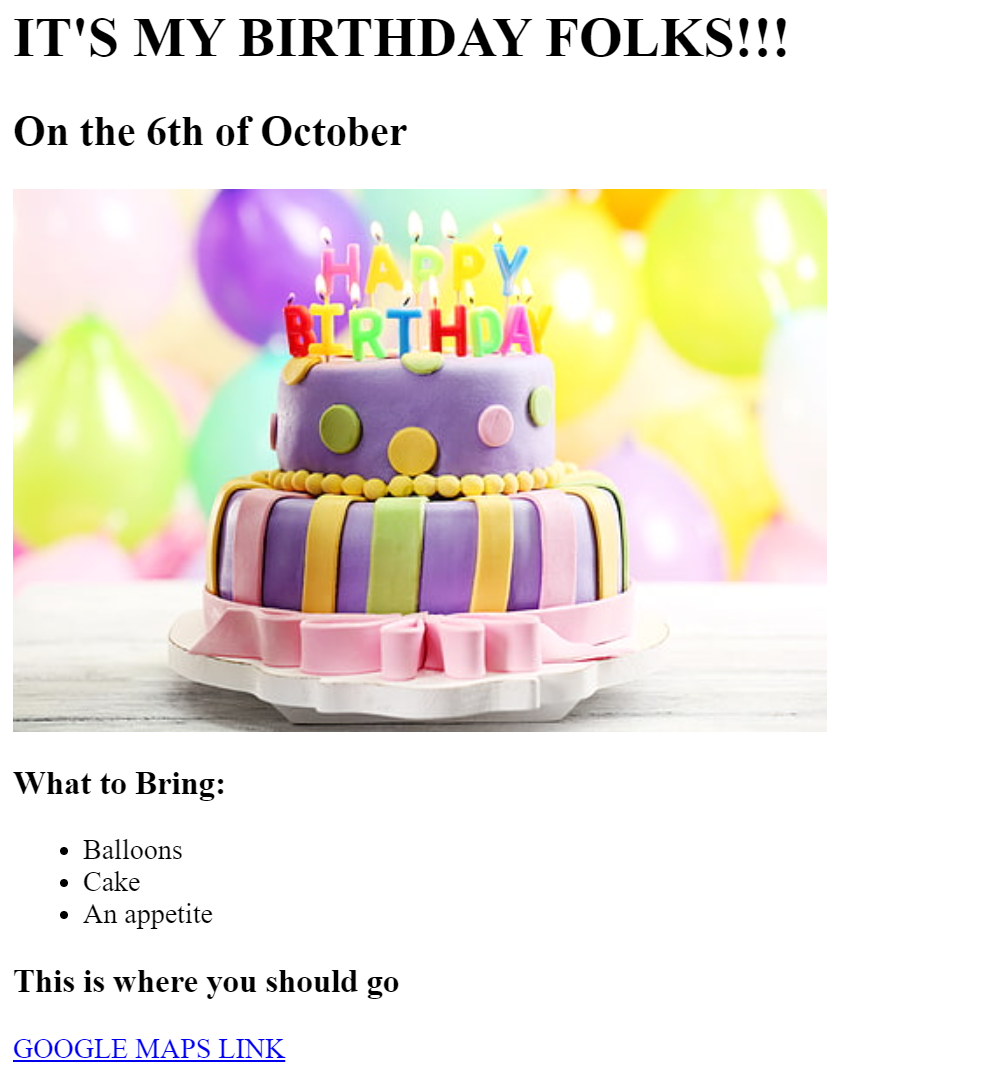 IT'S MY BIRTHDAY FOLKS!!!
On the 6th of October
HAPPY
BIRTHDAY
What to Bring:
Balloons
Cake
An appetite
This is where you should go
GOOGLE MAPS LINK